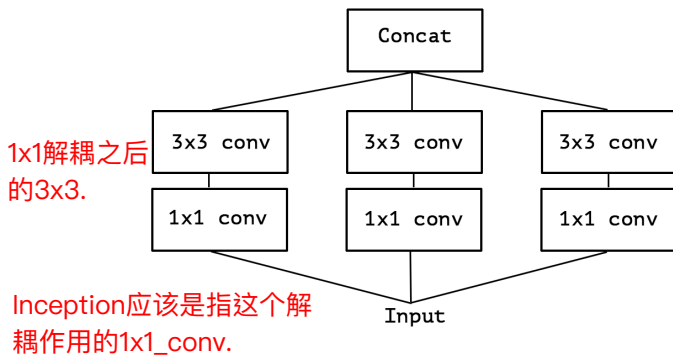 Concat
3x3 conv 3x3 conv 3x3 conv
1x1解耦之后
的3x3.
1x1 conv 1x1 conv 1x1 conv
Inception应该是指这个解
耦作用的1x1_conv.
Input